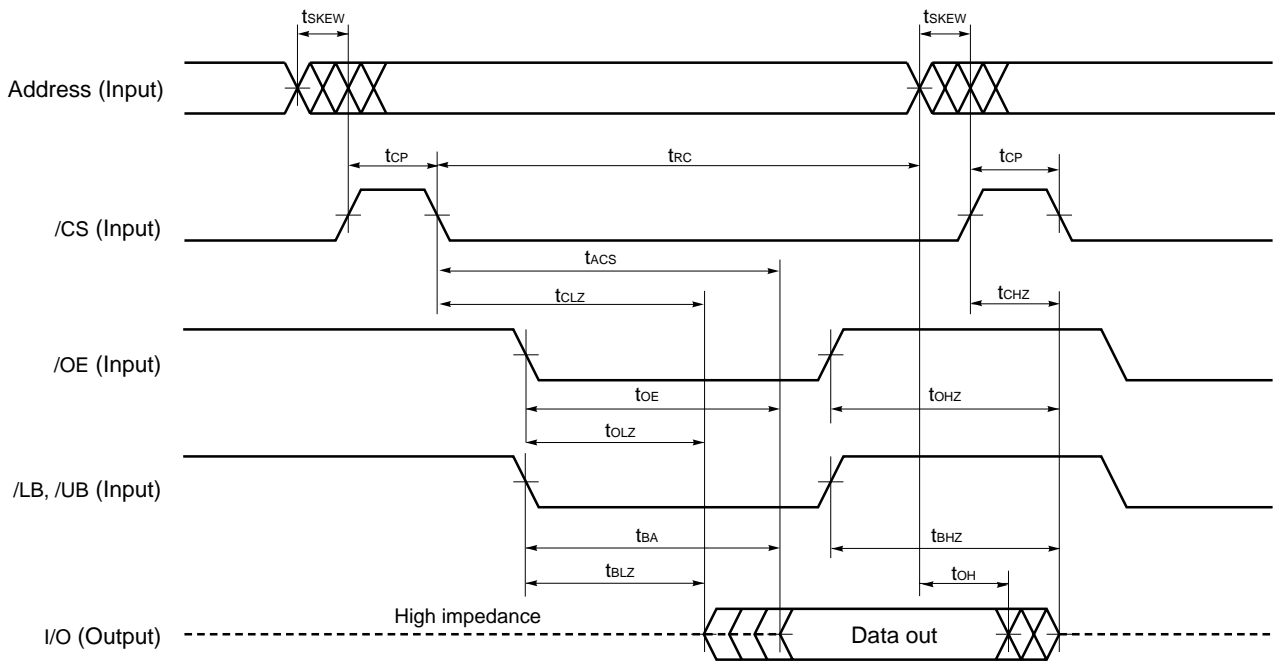 tSKEW tSKEW
Address (Input)
tCP tRC tCP
/CS (Input)
tACS
tCLZ tCHZ
/OE (Input)
tOE tOHZ
tOLZ
/LB, /UB (Input)
tBA tBHZ
tBLZ tOH
High impedance
I/O (Output) Data out